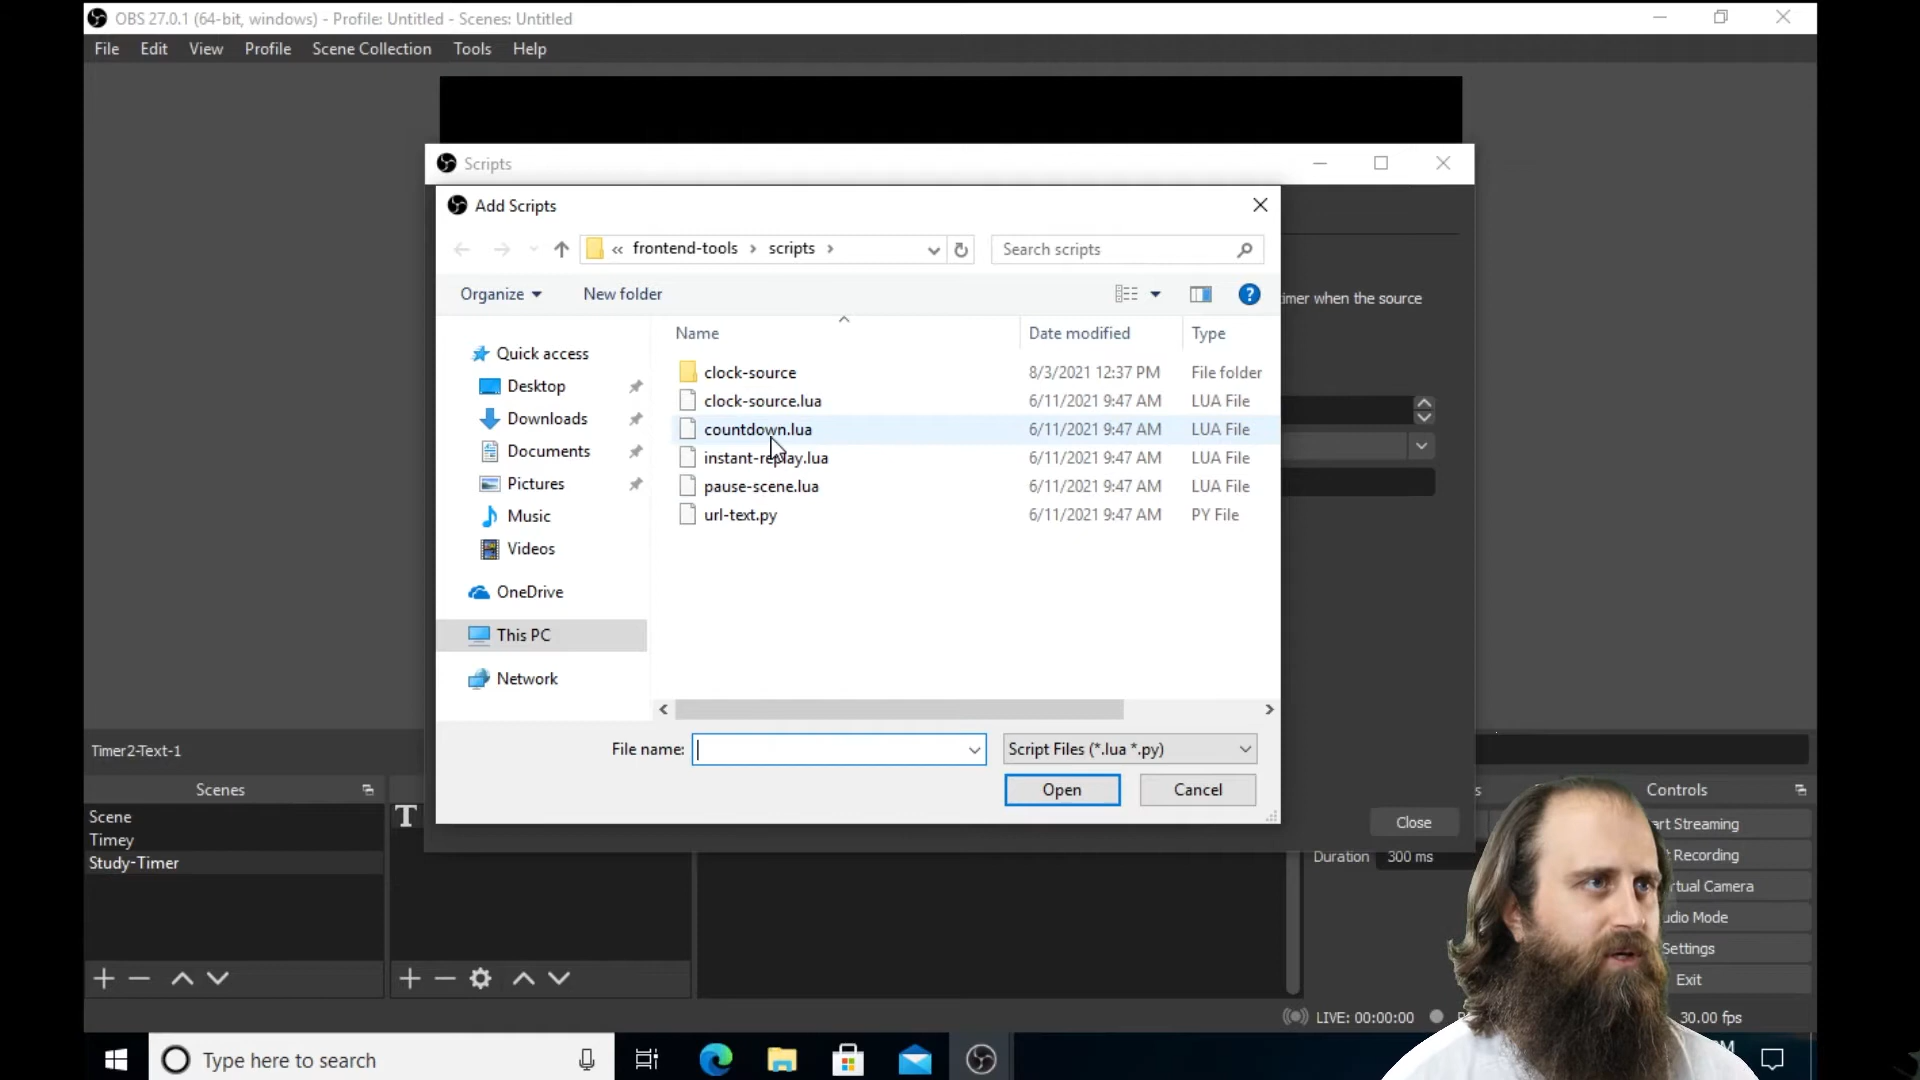 OBS 27.0.1 (64-bit, windows) - Profile: Untitled - Scenes: Untitled
File Edit View Profile Scene Collection Tools Help
Scripts
Add Scripts
« frontend-tools › scripts ›
Search scripts
Organize
New folder
imer when the source
Name
Date modified
Type
Quick access
Desktop
Downloads
Documents
Pictures
Music
Videos
OneDrive
This PC
Network
clock-source 8/3/2021 12:37 PM File folder
clock-source.lua 6/11/2021 9:47 AM LUA File
countdown.lua 6/11/2021 9:47 AM LUA File
instant-replay.lua 6/11/2021 9:47 AM LUA File
pause-scene.lua 6/11/2021 9:47 AM LUA File
url-text.py 6/11/2021 9:47 AM PY File
File name:
Script Files (*.lua *.py)
Open
Cancel
Close
Timer2-Text-1
Scenes
Scene
Timey
Study-Timer
T
s
Controls
art Streaming
Recording
rtual Camera
udio Mode
Settings
Exit
Duration 300 ms
LIVE: 00:00:00
30.00 fps
Type here to search